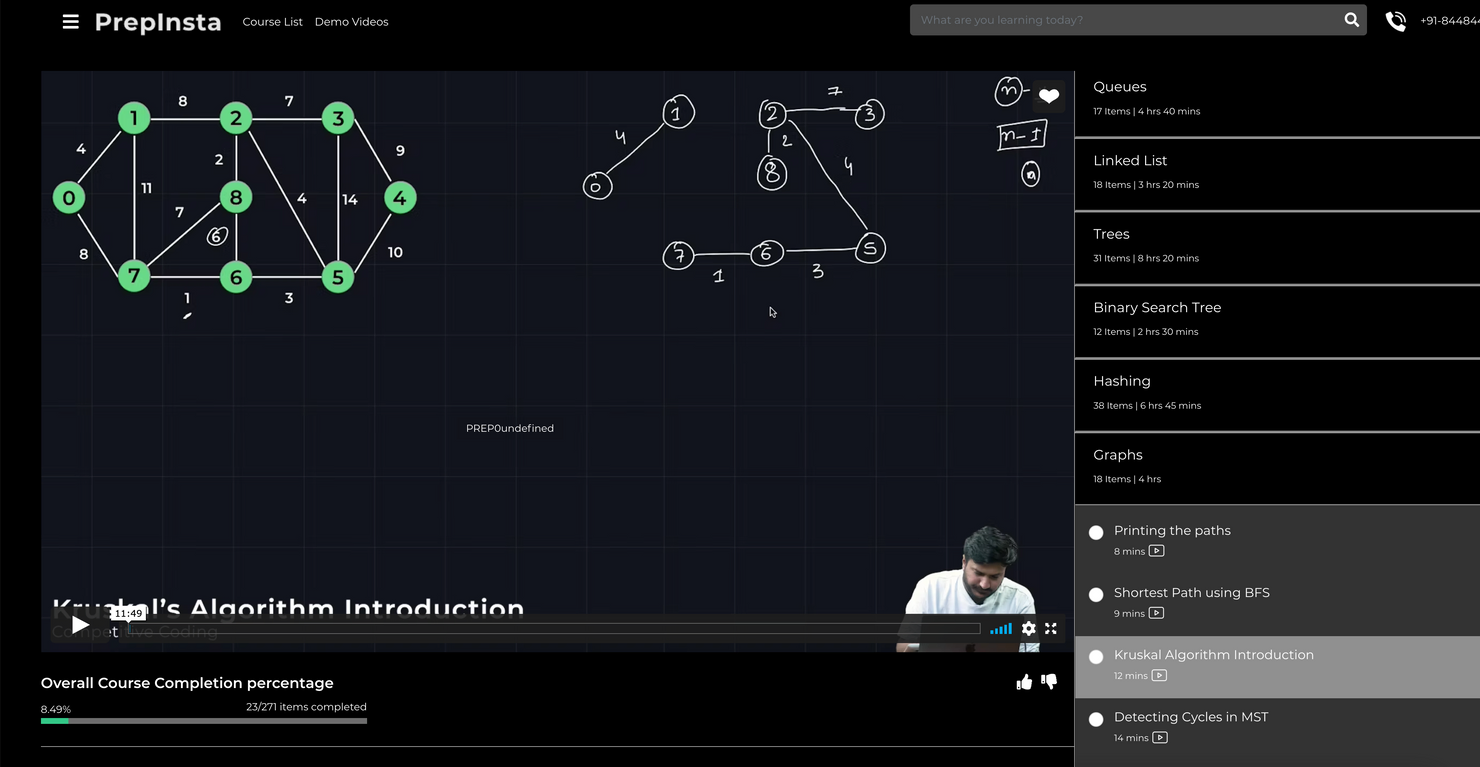 PrepInsta
Course List Demo Videos
What are you learning today?
+91-84484
1 8 2 7 3
4 2 9
11
0 7 8 4 14 4
6
8 10
7 6 5
1 3
1 2 7 3
4 2
0 8 4
7 6 5
1 3
n-
n-1
PREP0undefined
Kruskal's Algorithm Introduction
Competitive Coding
11:49
Overall Course Completion percentage
8.49% 23/271 items completed
Queues
17 Items | 4 hrs 40 mins
Linked List
18 Items | 3 hrs 20 mins
Trees
31 Items | 8 hrs 20 mins
Binary Search Tree
12 Items | 2 hrs 30 mins
Hashing
38 Items | 6 hrs 45 mins
Graphs
18 Items | 4 hrs
Printing the paths
8 mins
Shortest Path using BFS
9 mins
Kruskal Algorithm Introduction
12 mins
Detecting Cycles in MST
14 mins